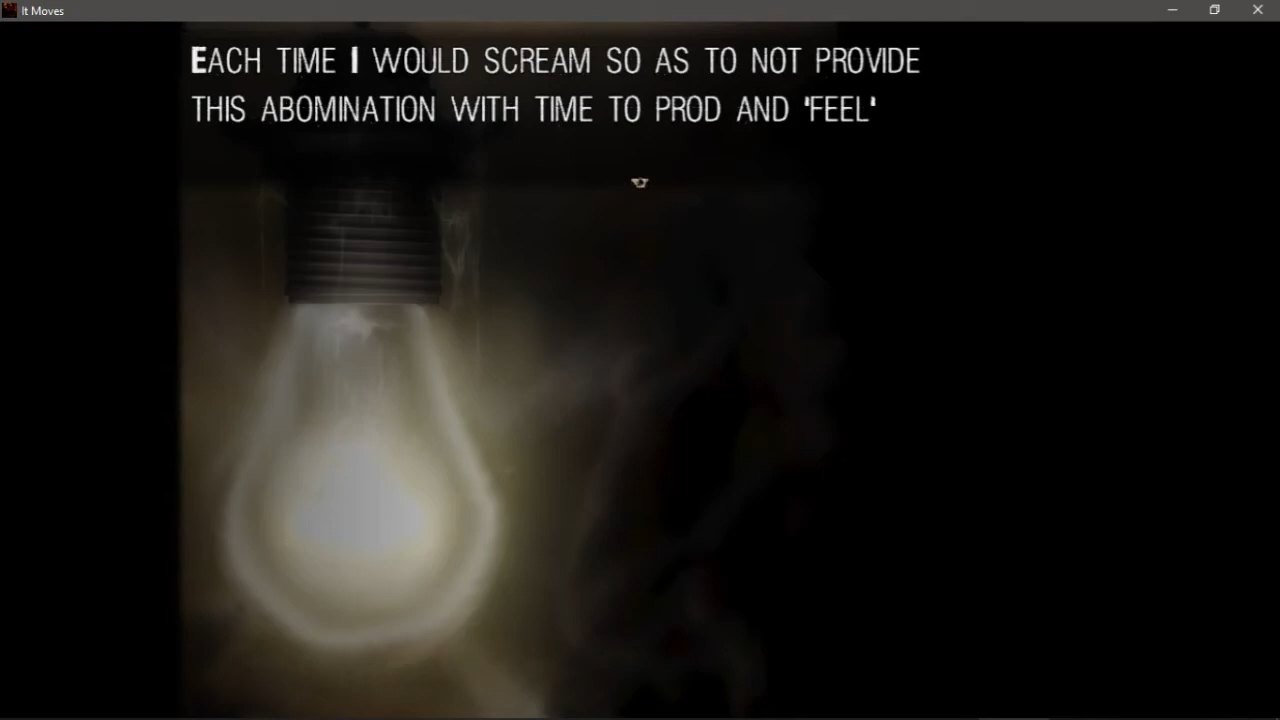 It Moves
EACH TIME I WOULD SCREAM SO AS TO NOT PROVIDE
THIS ABOMINATION WITH TIME TO PROD AND 'FEEL'